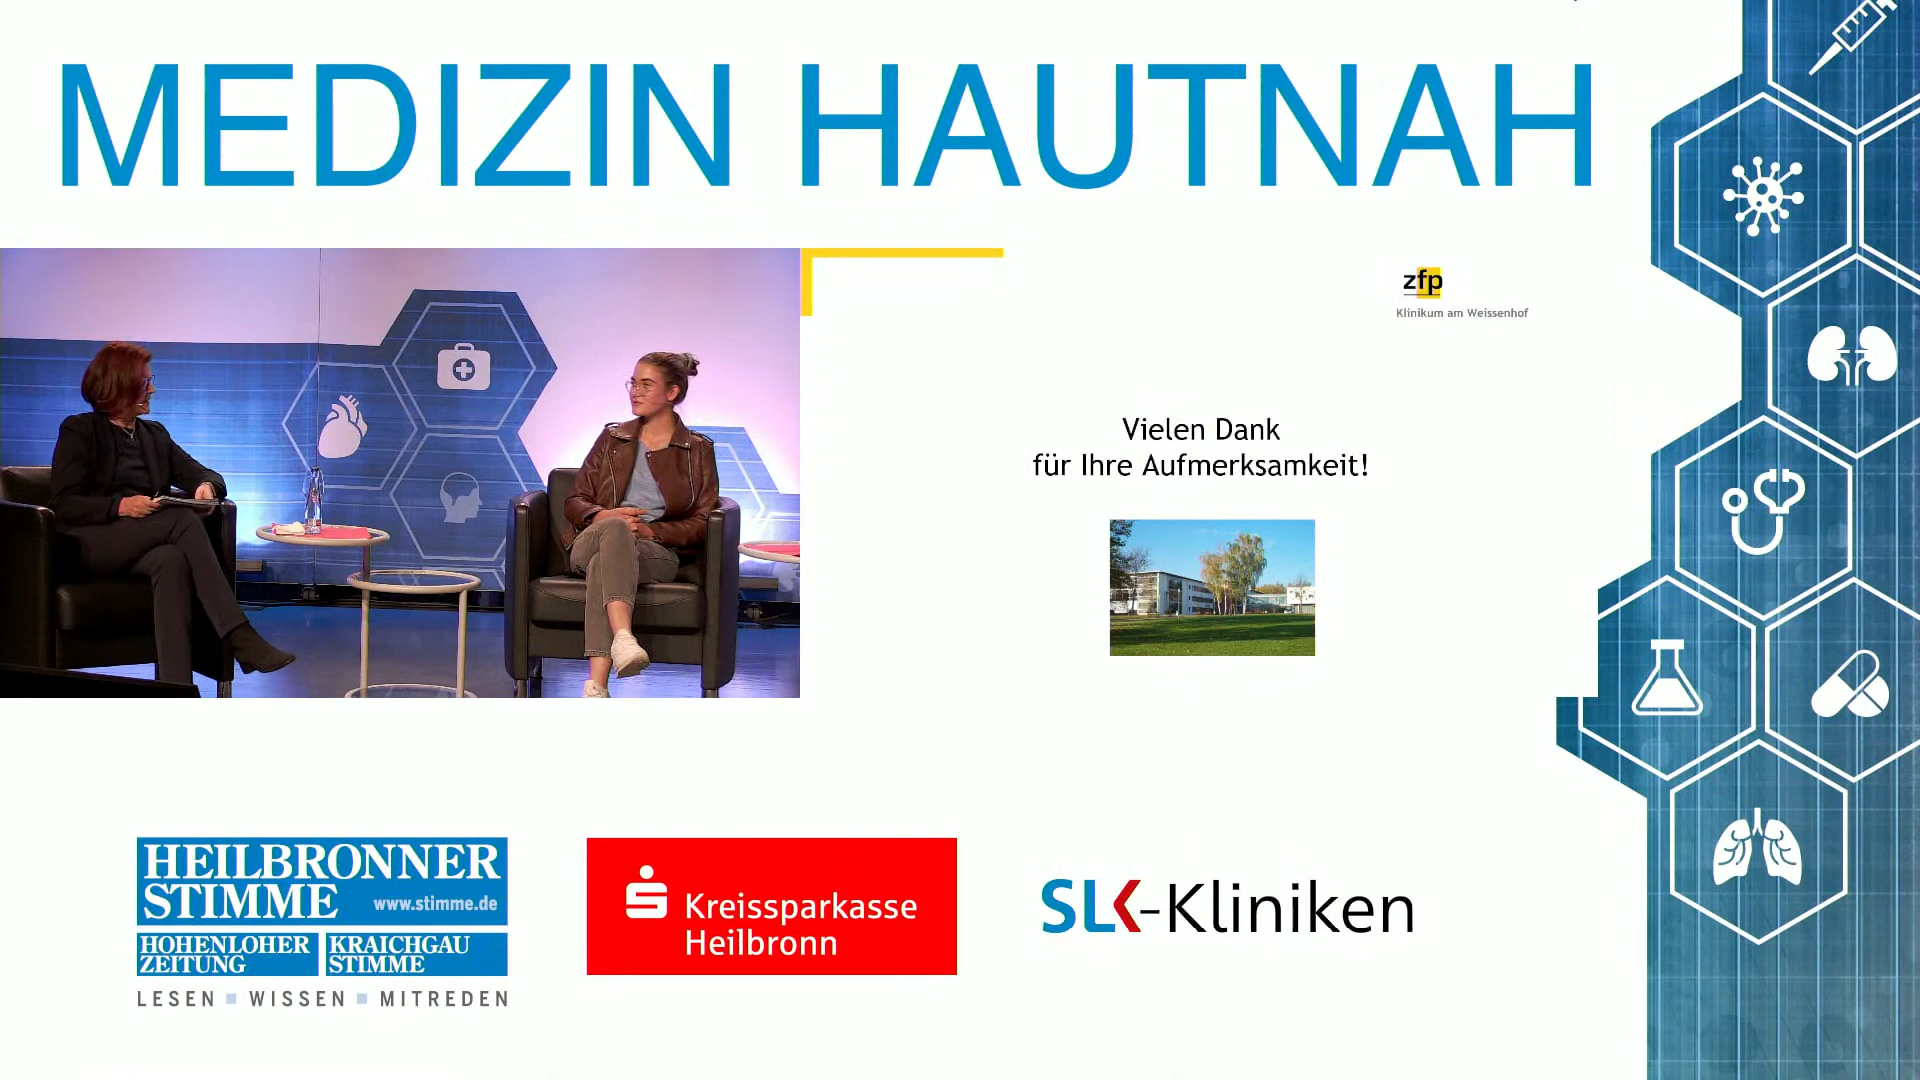 MEDIZIN HAUTNAH
zfp
Klinikum am Weissenhof
Vielen Dank
für Ihre Aufmerksamkeit!
HEILBRONNER
STIMME www.stimme.de
HOHENLOHER
ZEITUNG
KRAICHGAU
STIMME
LESEN WISSEN MITREDEN
Kreissparkasse
Heilbronn
SLK-Kliniken